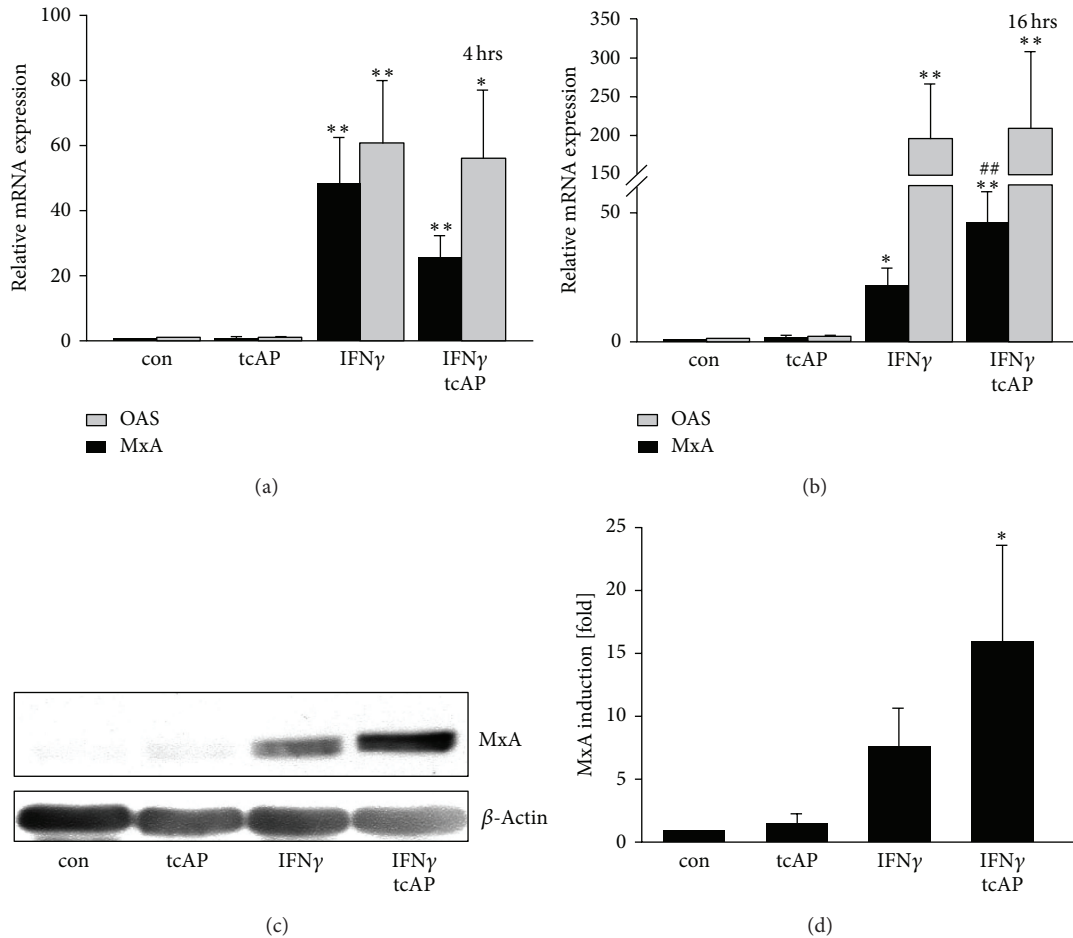 100
80
60
40
20
0
Relative mRNA expression
4 hrs
** ** ** *
con tcAP IFNγ IFNγ
tcAP
OAS
MxA
(a)
350
300
250
200
150
50
0
Relative mRNA expression
16 hrs
* ** ## ** **
con tcAP IFNγ IFNγ
tcAP
OAS
MxA
(b)
MxA
β-Actin
con tcAP IFNγ IFNγ
tcAP
(c)
25
20
15
10
5
0
MxA induction [fold]
*
con tcAP IFNγ IFNγ
tcAP
(d)